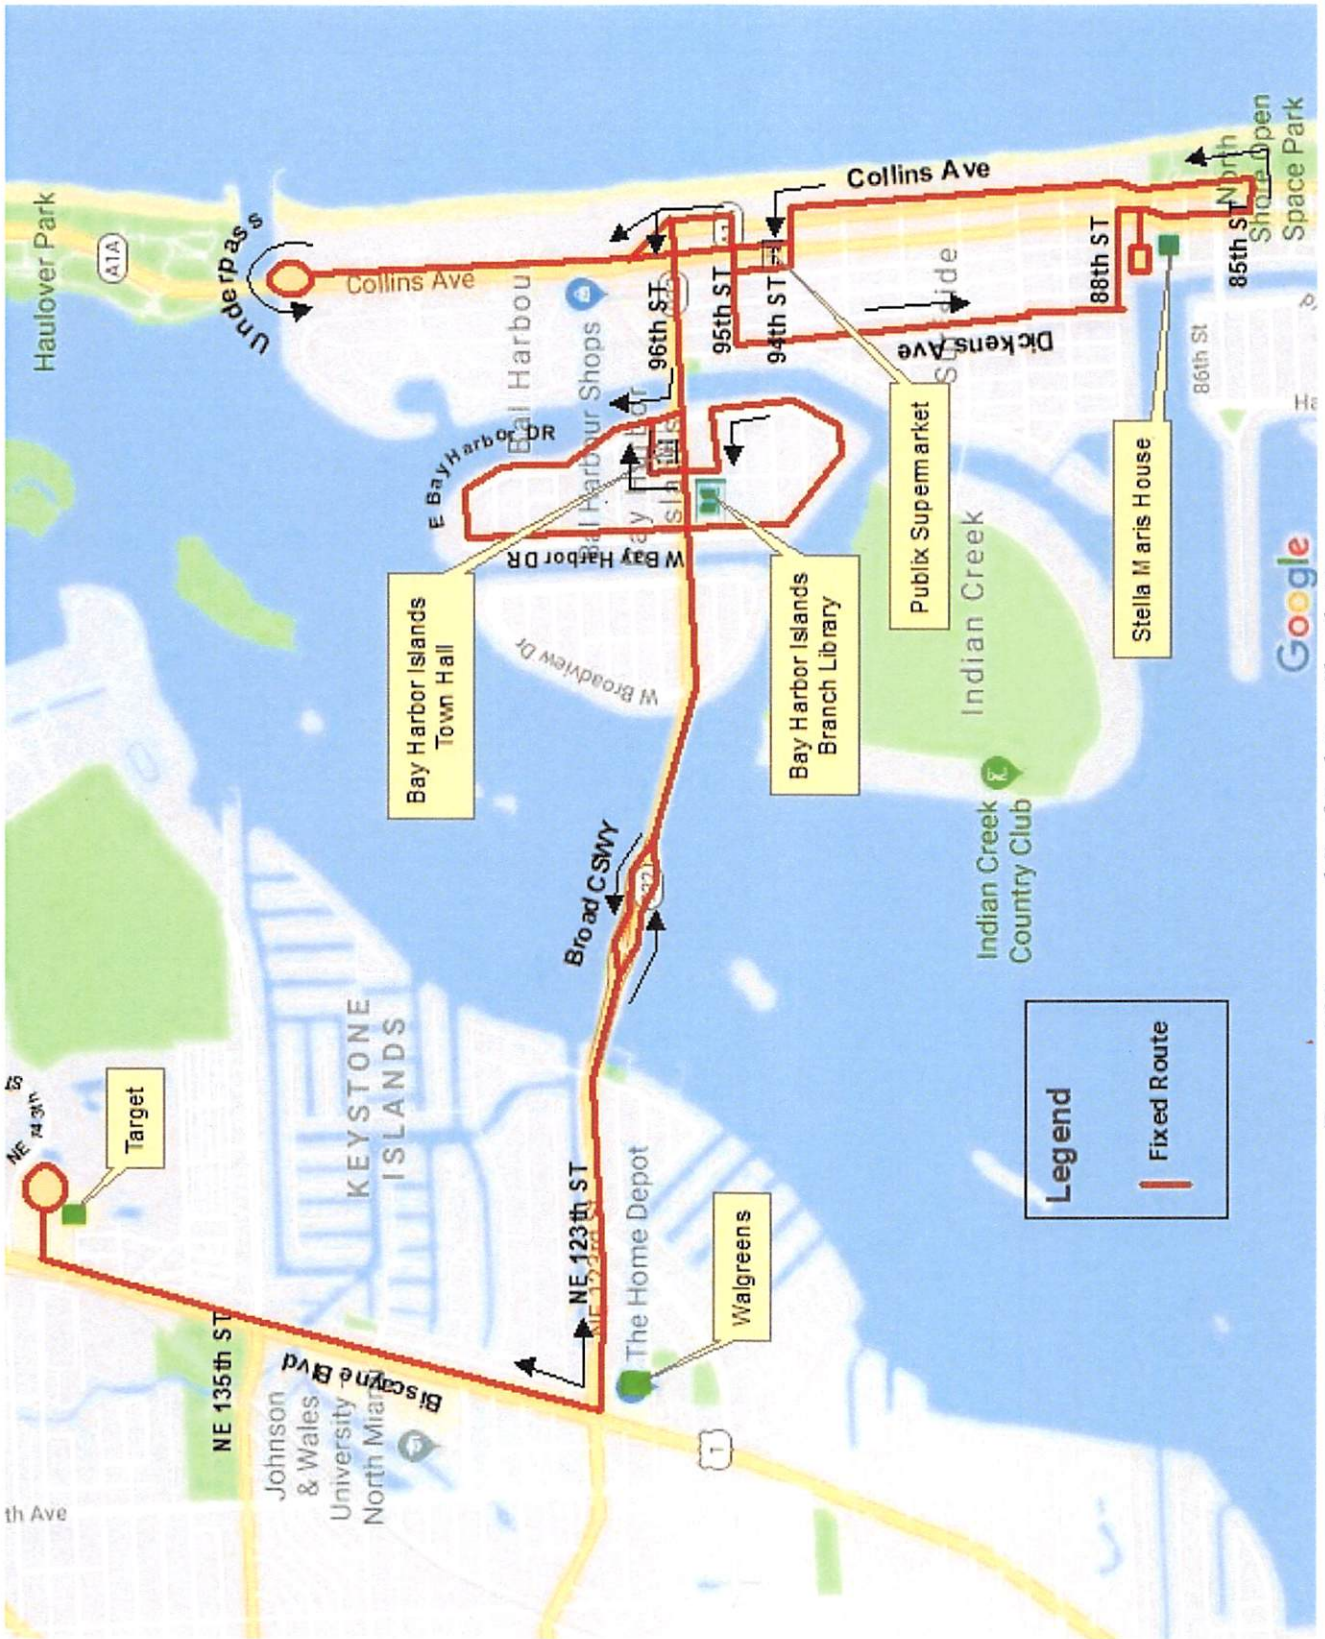 Haulover Park
A1A
Underpass
Collins Ave
Bal Harbour Shops
96th ST
95th ST
94th ST
Collins Ave
88th ST
85th ST
North
Shore Open
Space Park
Dickens Ave
86th St
E Bay Harbor DR
W Bay Harbor DR
W Broadview Dr
Bay Harbor Islands
Town Hall
Bay Harbor Islands
Branch Library
Publix Supermarket
Stella Maris House
Indian Creek
Indian Creek
Country Club
Google
Broad CSWY
KEYSTONE
ISLANDS
Target
NE 123th ST
The Home Depot
Walgreens
NE 135th ST
Biscayne Blvd
Johnson
& Wales
University
North Miami
1
th Ave
Legend
Fixed Route